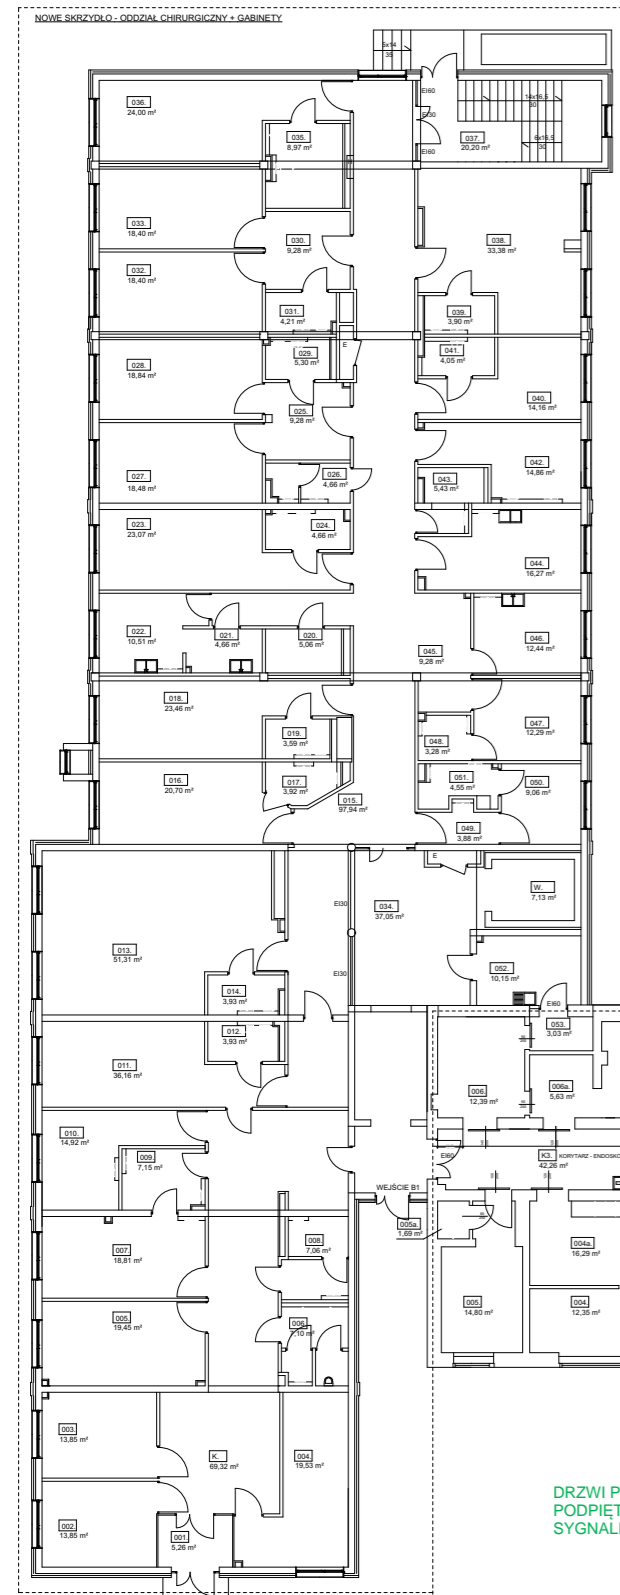 NOWE SKRZYDŁO - ODDZIAŁ CHIRURGICZNY + GABINETY
5x14
35
EI60
14x16,5
30
036.
24,00 m²
EI30
035.
8,97 m²
037.
20,20 m²
6x16,5
30
EI60
033.
18,40 m²
030.
9,28 m²
038.
33,38 m²
032.
18,40 m²
031.
4,21 m²
039.
3,90 m²
E
029.
5,30 m²
041.
4,05 m²
028.
18,84 m²
025.
9,28 m²
040.
14,16 m²
027.
18,48 m²
026.
4,66 m²
043.
5,43 m²
042.
14,86 m²
023.
23,07 m²
024.
4,66 m²
044.
16,27 m²
022.
10,51 m²
021.
4,66 m²
020.
5,06 m²
045.
9,28 m²
046.
12,44 m²
018.
23,46 m²
019.
3,59 m²
047.
12,29 m²
048.
3,28 m²
016.
20,70 m²
017.
3,92 m²
015.
97,94 m²
051.
4,55 m²
050.
9,06 m²
049.
3,88 m²
E
EI30
034.
37,05 m²
W.
7,13 m²
013.
51,31 m²
EI30
052.
10,15 m²
014.
3,93 m²
EI60
012.
3,93 m²
053.
3,03 m²
011.
36,16 m²
006.
12,39 m²
006a.
5,63 m²
010.
14,92 m²
009.
7,15 m²
EI60
K3. KORYTARZ - ENDOSKO
42,26 m²
WEJŚCIE B1
005a.
1,69 m²
007.
18,81 m²
008.
7,06 m²
004a.
16,29 m²
005.
19,45 m²
006.
7,10 m²
005.
14,80 m²
004.
12,35 m²
003.
13,85 m²
K.
69,32 m²
004.
19,53 m²
002.
13,85 m²
001.
5,26 m²
DRZWI P
PODPIĘT
SYGNALI